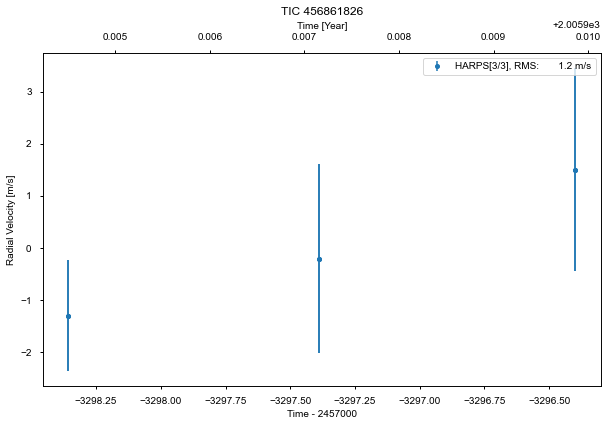 TIC 456861826
Time [Year]
+2.0059e3
0.005 0.006 0.007 0.008 0.009 0.010
HARPS[3/3], RMS: 1.2 m/s
Radial Velocity [m/s]
3
2
1
0
−1
−2
−3298.25 −3298.00 −3297.75 −3297.50 −3297.25 −3297.00 −3296.75 −3296.50
Time - 2457000